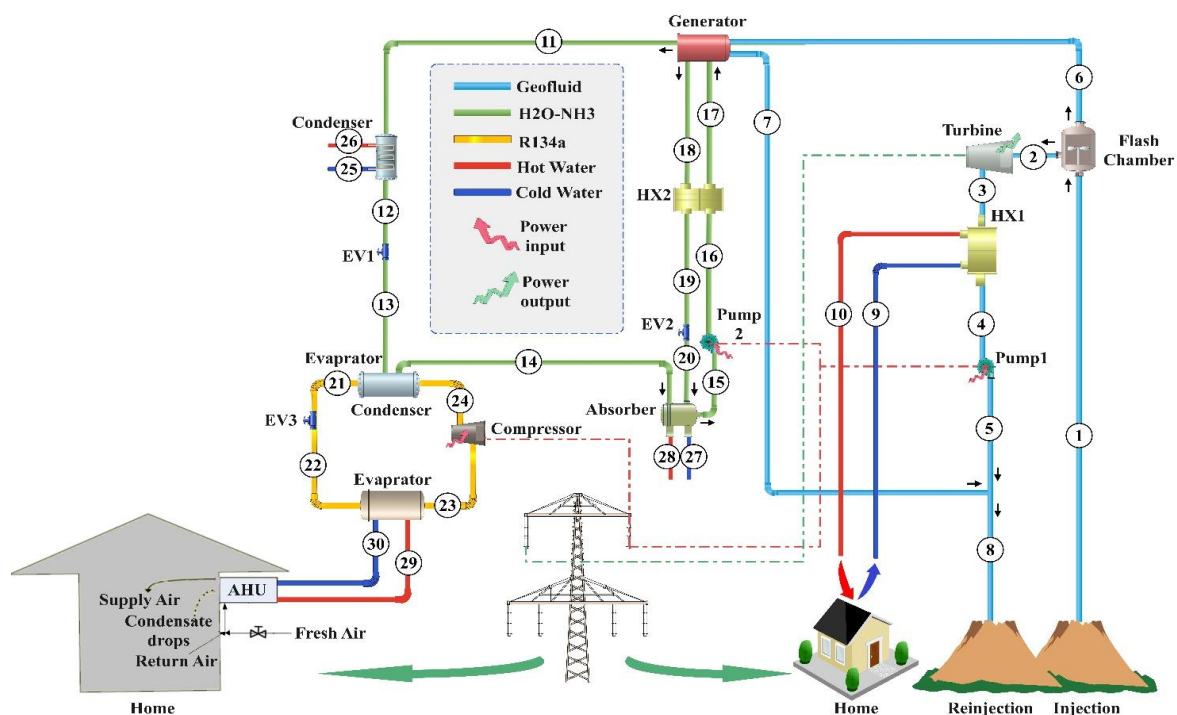 Generator
11
6
Geofluid
H2O-NH3
R134a
Hot Water
Cold Water
Power
input
Power
output
Condenser
26
25
17
7
18
HX2
Turbine
2
Flash
Chamber
3
HX1
12
EV1
13
16
19
EV2
20
Pump
2
15
10
9
4
Pump1
14
Evaprator
21
Condenser
24
EV3
Compressor
Absorber
28
27
5
1
22
Evaprator
23
30
29
8
AHU
Supply Air
Condensate
drops
Return Air
Fresh Air
Home
Home
Reinjection
Injection